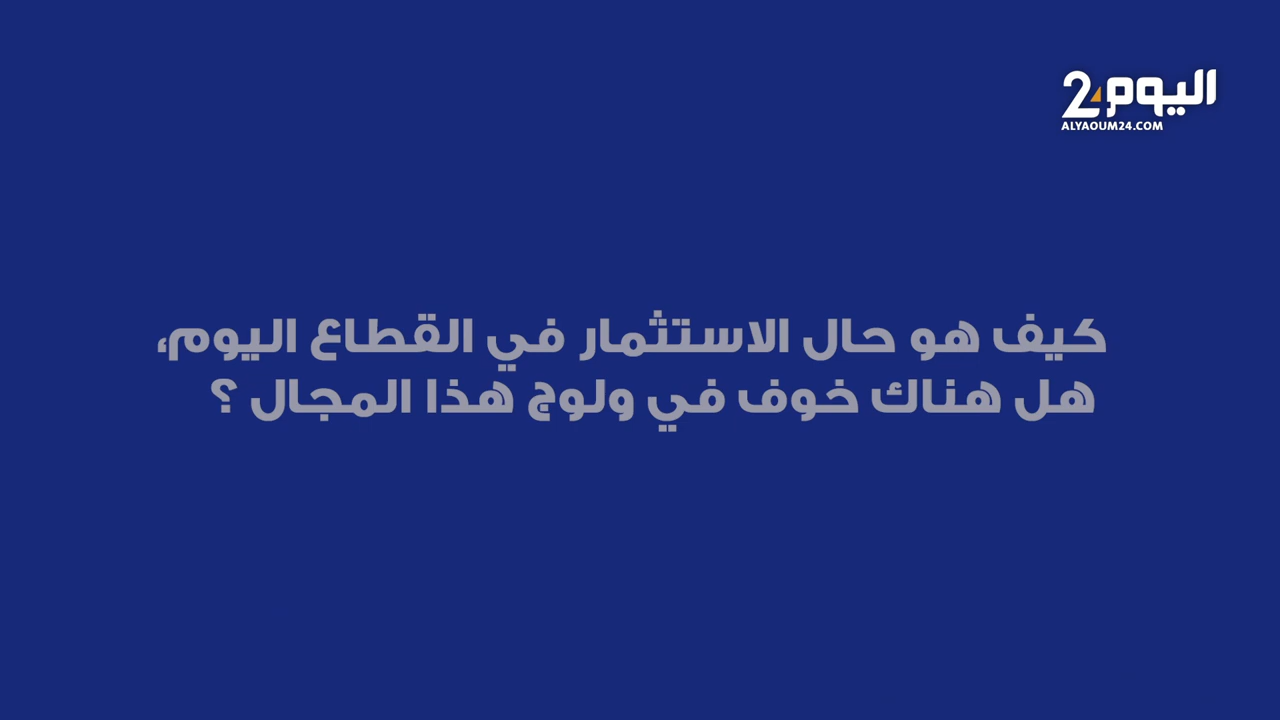 اليوم24
ALYAOUM24.COM
كيف هو حال الاستثمار في القطاع اليوم،
هل هناك خوف في ولوج هذا المجال ؟